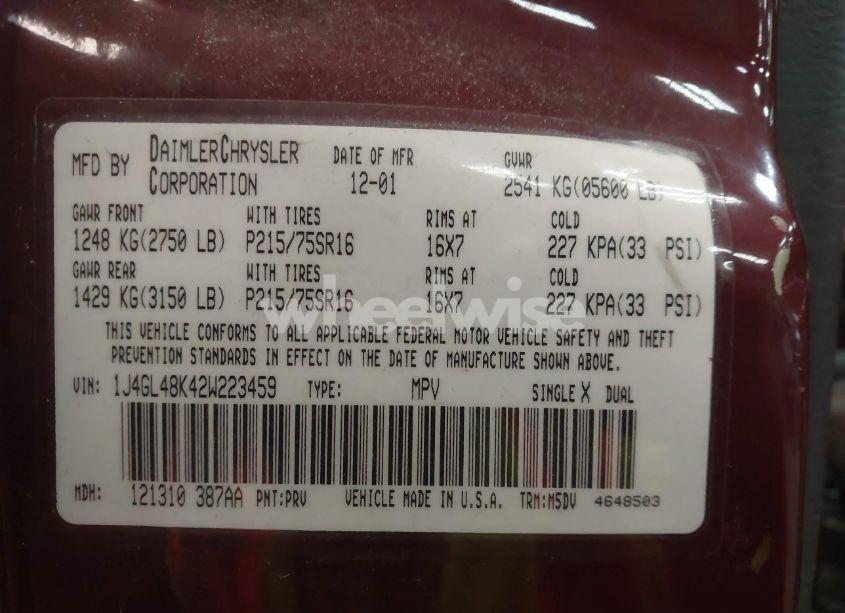 MFD BY DAIMLERCHRYSLER CORPORATION DATE OF MFR 12-01 GVWR 2541 KG(05600 LB)
GAWR FRONT WITH TIRES RIMS AT COLD
1248 KG(2750 LB) P215/75SR16 16X7 227 KPA(33 PSI)
GAWR REAR WITH TIRES RIMS AT COLD
1429 KG(3150 LB) P215/75SR16 16X7 227 KPA(33 PSI)
wheelwise
THIS VEHICLE CONFORMS TO ALL APPLICABLE FEDERAL MOTOR VEHICLE SAFETY AND THEFT
PREVENTION STANDARDS IN EFFECT ON THE DATE OF MANUFACTURE SHOWN ABOVE.
VIN: 1J4GL48K42W223459 TYPE: MPV SINGLE X DUAL
MDH: 121310 387AA PNT:PRV VEHICLE MADE IN U.S.A. TRM:M5DV 4648503